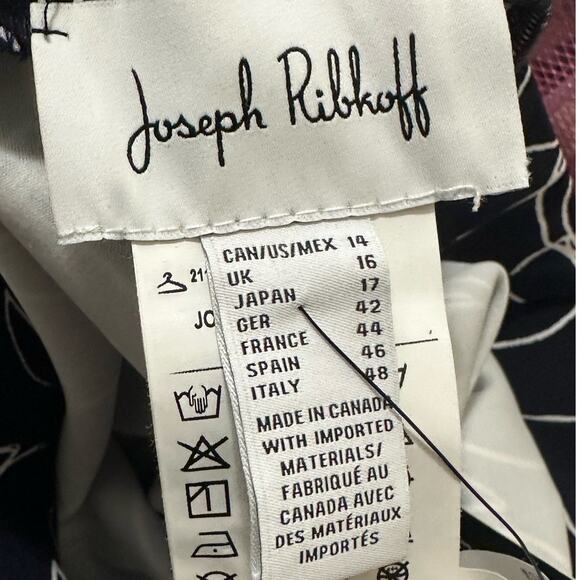 Joseph Ribkoff
CAN/US/MEX 14
UK 16
JAPAN 17
GER 42
FRANCE 44
SPAIN 46
ITALY 48
MADE IN CANADA
WITH IMPORTED
MATERIALS/
FABRIQUÉ AU
CANADA AVEC
DES MATÉRIAUX
IMPORTÉS